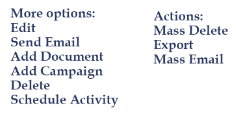 More options:
Edit
Send Email
Add Document
Add Campaign
Delete
Schedule Activity
Actions:
Mass Delete
Export
Mass Email